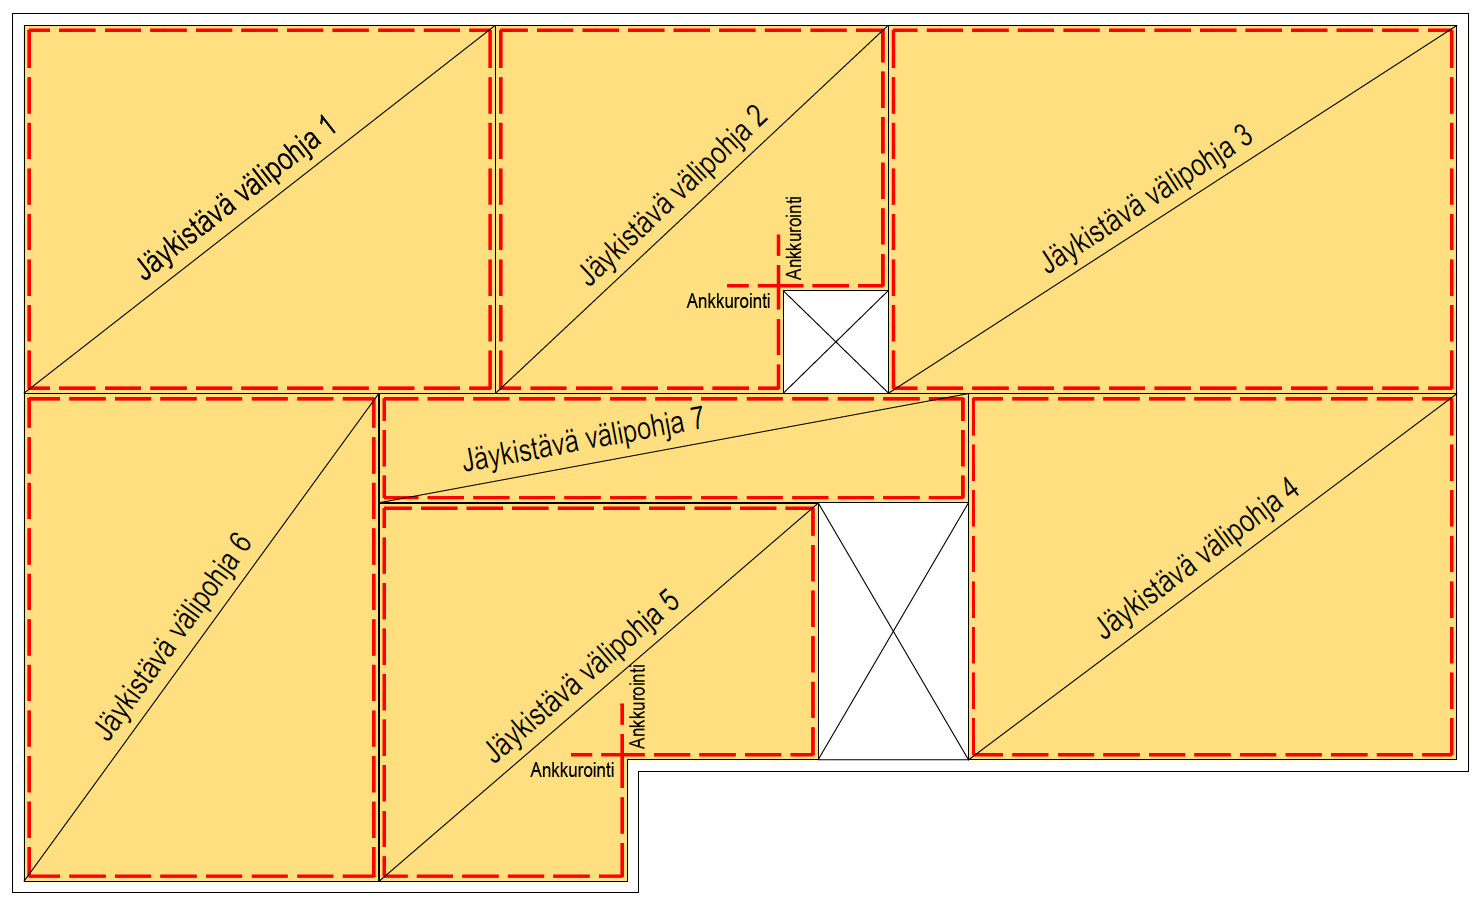 Jäykistävä välipohja 1
Jäykistävä välipohja 2
Jäykistävä välipohja 3
Ankkurointi
Ankkurointi
Jäykistävä välipohja 7
Jäykistävä välipohja 6
Jäykistävä välipohja 5
Jäykistävä välipohja 4
Ankkurointi
Ankkurointi